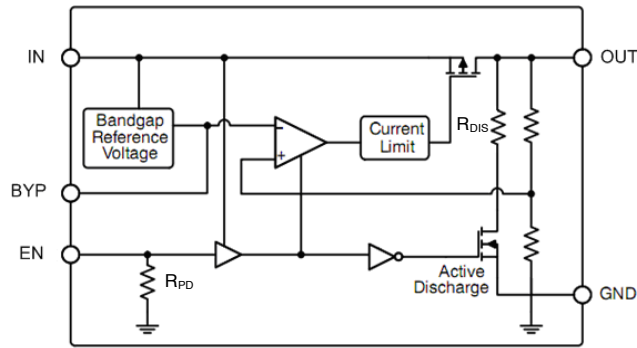 IN
OUT
Bandgap
Reference
Voltage
-
+
Current
Limit
RDIS
BYP
EN
RPD
Active
Discharge
GND